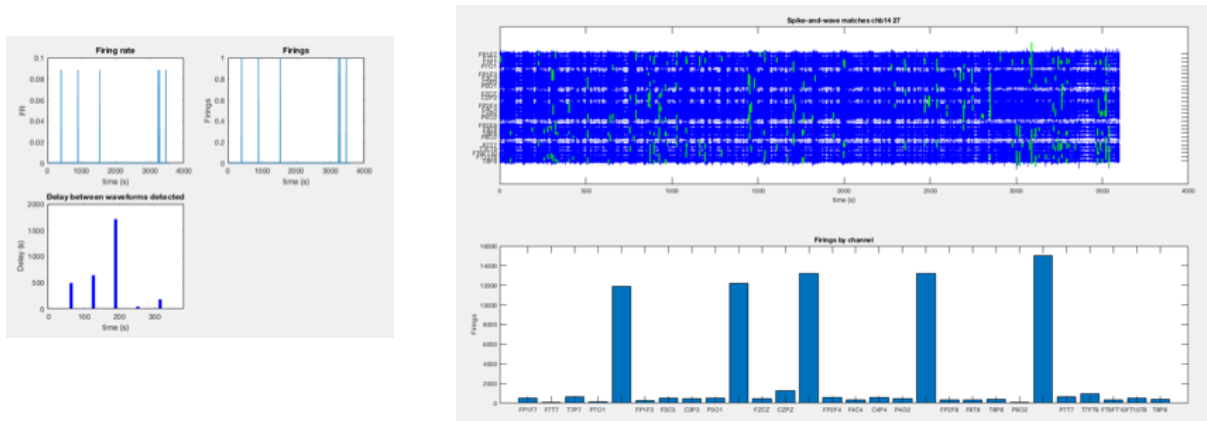 Firing rate
Firings
0.1
0.08
0.06
0.04
0.02
0
FR
0 1000 2000 3000 4000
time (s)
1
0.8
0.6
0.4
0.2
0
Firings
0 1000 2000 3000 4000
time (s)
Delay between waveforms detected
2000
1500
1000
500
0
Delay (s)
0 100 200 300
time (s)
Spike-and-wave matches chb14 27
0 500 1000 1500 2000 2500 3000 3500 4000
time (s)
Firings by channel
16000
14000
12000
10000
8000
6000
4000
2000
0
Firings
FP1F7 F7T7 T7P7 P7O1 FP1F3 F3C3 C3P3 P3O1 FZCZ CZPZ FP2F4 F4C4 C4P4 P4O2 FP2F8 F8T8 T8P8 P8O2 P7T7 T7FT9 FT9FT10 FT10T8 T8P8